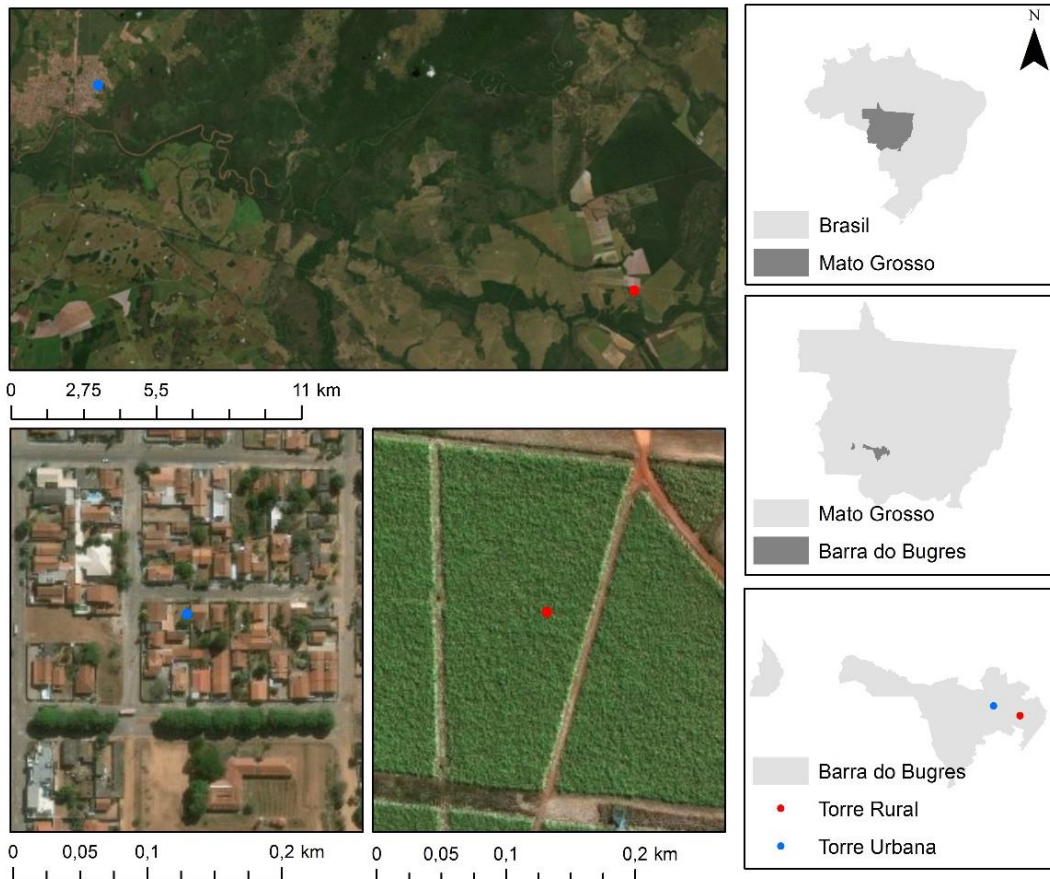 N
Brasil
Mato Grosso
0 2,75 5,5 11 km
Mato Grosso
Barra do Bugres
Barra do Bugres
Torre Rural
Torre Urbana
0 0,05 0,1 0,2 km
0 0,05 0,1 0,2 km